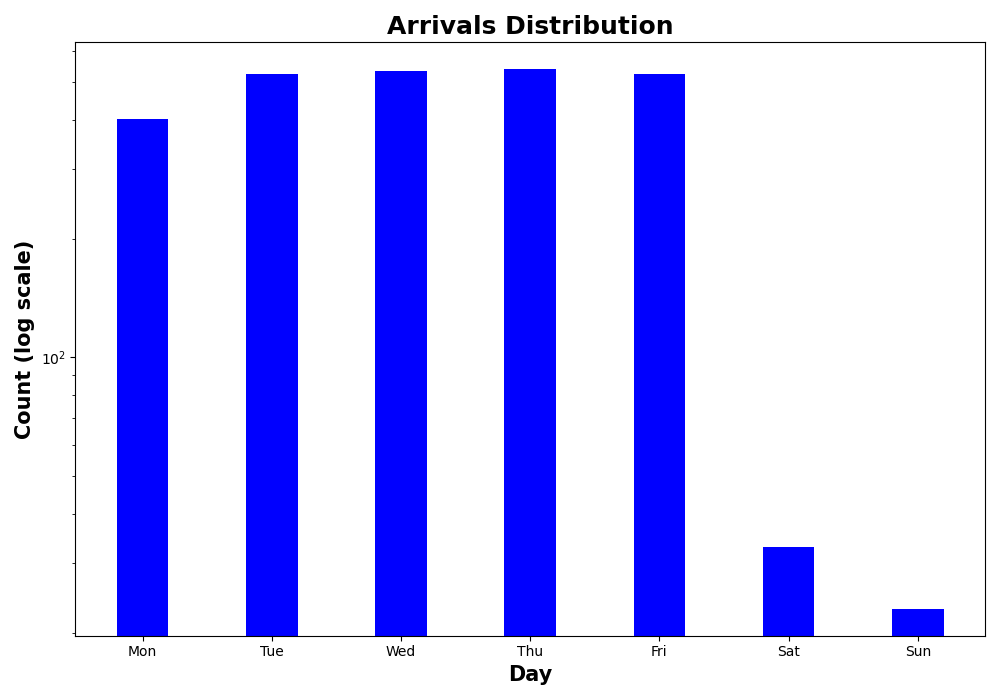 Arrivals Distribution
Count (log scale)
10²
Mon Tue Wed Thu Fri Sat Sun
Day